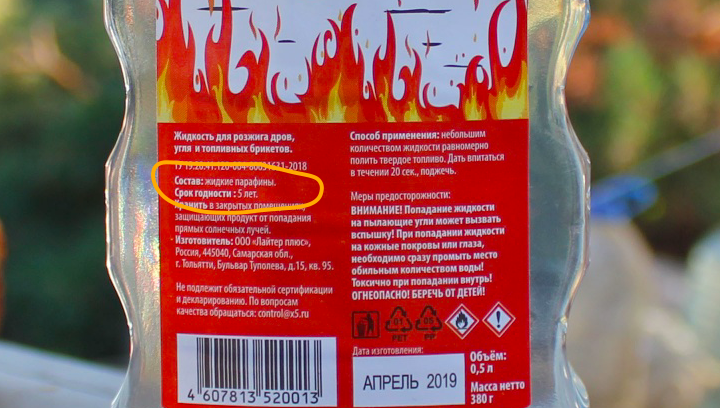 Жидкость для розжига дров,
угля и топливных брикетов.
Состав: жидкие парафины.
Срок годности : 5 лет.
Хранить в закрытых помещениях,
защищающих продукт от попадания
прямых солнечных лучей.
Изготовитель: ООО «Лайтер плюс»,
Россия, 445040, Самарская обл.,
г. Тольятти, Бульвар Туполева, д.15, кв. 95.
Не подлежит обязательной сертификации
и декларированию. По вопросам
качества обращаться: control@x5.ru
4 607813 520013
Способ применения: небольшим
количеством жидкости равномерно
полить твердое топливо. Дать впитаться
в течении 20 сек., поджечь.
Меры предосторожности:
ВНИМАНИЕ! Попадание жидкости
на пылающие угли может вызвать
вспышку! При попадании жидкости
на кожные покровы или глаза,
необходимо сразу промыть место
обильным количеством воды!
Токсично при попадании внутрь!
ОГНЕОПАСНО! БЕРЕЧЬ ОТ ДЕТЕЙ!
01
PET
05
PP
Дата изготовления:
АПРЕЛЬ 2019
Объём:
0,5 л
Масса нетто
380 г